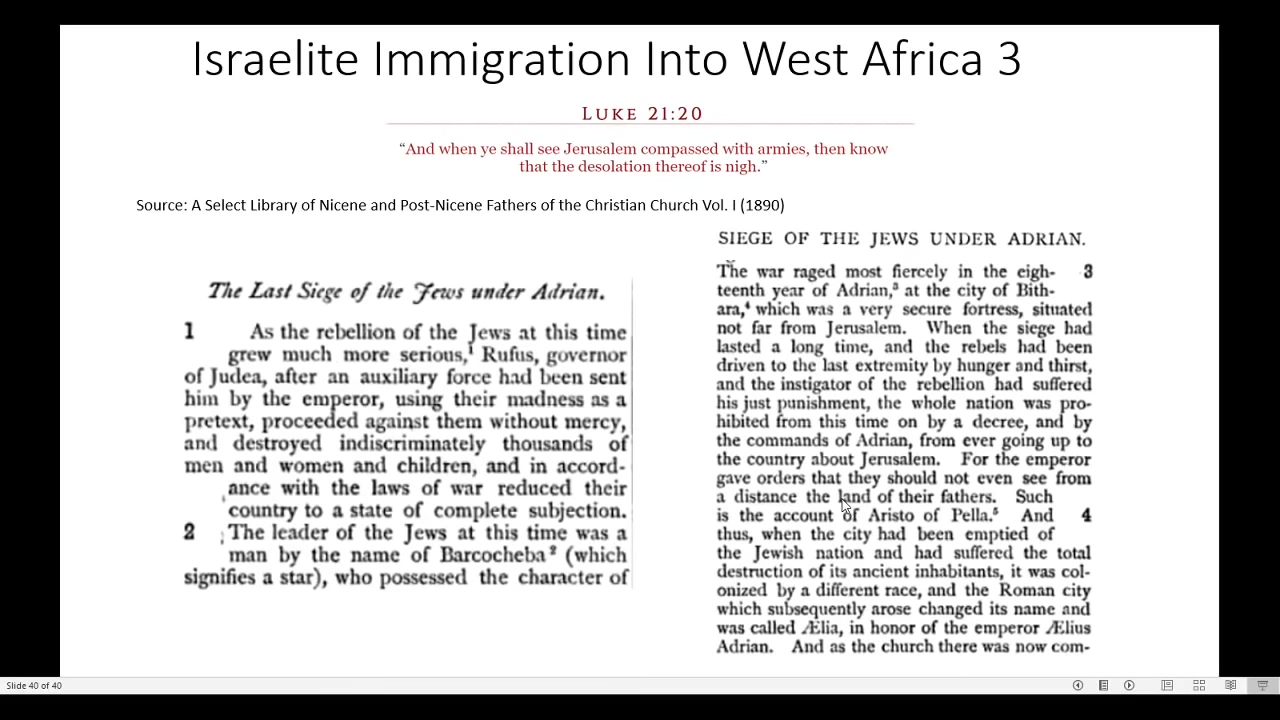 Israelite Immigration Into West Africa 3
LUKE 21:20
“And when ye shall see Jerusalem compassed with armies, then know
that the desolation thereof is nigh.”
Source: A Select Library of Nicene and Post-Nicene Fathers of the Christian Church Vol. I (1890)
The Last Siege of the Jews under Adrian.
1 As the rebellion of the Jews at this time
grew much more serious,¹ Rufus, governor
of Judea, after an auxiliary force had been sent
him by the emperor, using their madness as a
pretext, proceeded against them without mercy,
and destroyed indiscriminately thousands of
men and women and children, and in accord-
ance with the laws of war reduced their
country to a state of complete subjection.
2 The leader of the Jews at this time was a
man by the name of Barcocheba² (which
signifies a star), who possessed the character of
SIEGE OF THE JEWS UNDER ADRIAN.
The war raged most fiercely in the eigh- 3
teenth year of Adrian,³ at the city of Bith-
ara,⁴ which was a very secure fortress, situated
not far from Jerusalem. When the siege had
lasted a long time, and the rebels had been
driven to the last extremity by hunger and thirst,
and the instigator of the rebellion had suffered
his just punishment, the whole nation was pro-
hibited from this time on by a decree, and by
the commands of Adrian, from ever going up to
the country about Jerusalem. For the emperor
gave orders that they should not even see from
a distance the land of their fathers. Such
is the account of Aristo of Pella.⁵ And 4
thus, when the city had been emptied of
the Jewish nation and had suffered the total
destruction of its ancient inhabitants, it was col-
onized by a different race, and the Roman city
which subsequently arose changed its name and
was called Ælia, in honor of the emperor Ælius
Adrian. And as the church there was now com-
Slide 40 of 40